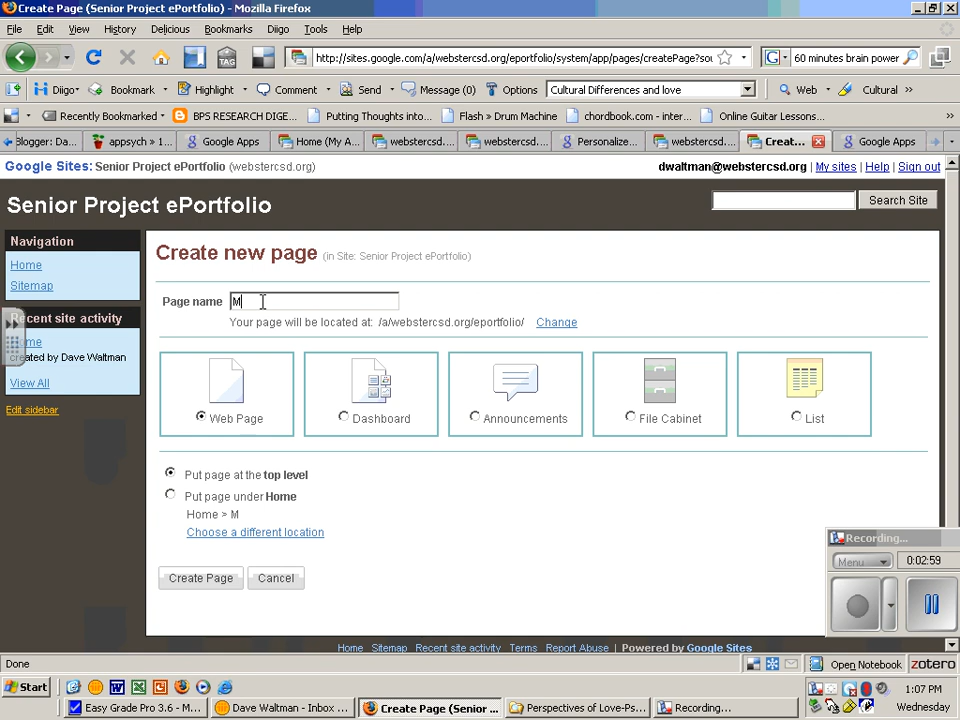 Create Page (Senior Project ePortfolio) - Mozilla Firefox
File Edit View History Delicious Bookmarks Diigo Tools Help
TAG http://sites.google.com/a/webstercsd.org/eportfolio/system/app/pages/createPage?sou G 60 minutes brain power
Diigo Bookmark Highlight Comment Send Message (0) Options Cultural Differences and love Web Cultural »
Recently Bookmarked BPS RESEARCH DIGE... Putting Thoughts into... Flash » Drum Machine chordbook.com - inter... Online Guitar Lessons... »
Blogger: Da... appsych » 1... Google Apps Home (My A... webstercsd.... webstercsd.... Personalize... webstercsd.... Creat... Google Apps
Google Sites: Senior Project ePortfolio (webstercsd.org) dwaltman@webstercsd.org | My sites | Help | Sign out
Senior Project ePortfolio Search Site
Navigation
Home
Sitemap
Recent site activity
Home
created by Dave Waltman
View All
Edit sidebar
Create new page (in Site: Senior Project ePortfolio)
Page name M
Your page will be located at: /a/webstercsd.org/eportfolio/ Change
Web Page Dashboard Announcements File Cabinet List
Put page at the top level
Put page under Home
Home > M
Choose a different location
Create Page Cancel
Recording...
Menu 0:02:59
Home Sitemap Recent site activity Terms Report Abuse | Powered by Google Sites
Done Open Notebook zotero
Start 1:07 PM
Easy Grade Pro 3.6 - M... Dave Waltman - Inbox ... Create Page (Senior ... Perspectives of Love-Ps... Recording... Wednesday